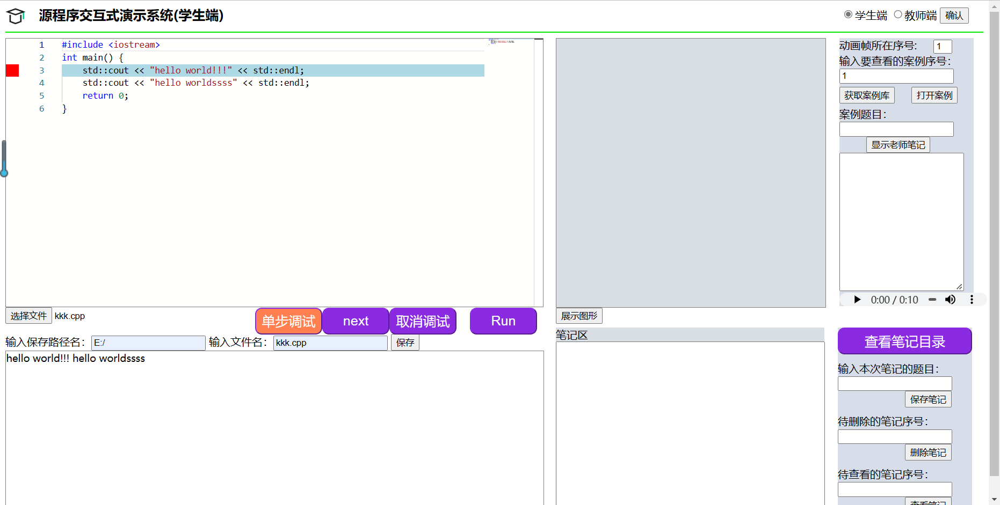 源程序交互式演示系统(学生端)
学生端 教师端 确认
1 #include <iostream>
2 int main() {
3 std::cout << "hello world!!!" << std::endl;
4 std::cout << "hello worldssss" << std::endl;
5 return 0;
6 }
选择文件 kkk.cpp
单步调试 next 取消调试 Run
输入保存路径名： E:/ 输入文件名： kkk.cpp 保存
hello world!!! hello worldssss
展示图形
笔记区
动画帧所在序号： 1
输入要查看的案例序号：
1
获取案例库 打开案例
案例题目：
显示老师笔记
0:00 / 0:10
查看笔记目录
输入本次笔记的题目：
保存笔记
待删除的笔记序号：
删除笔记
待查看的笔记序号：
查看笔记